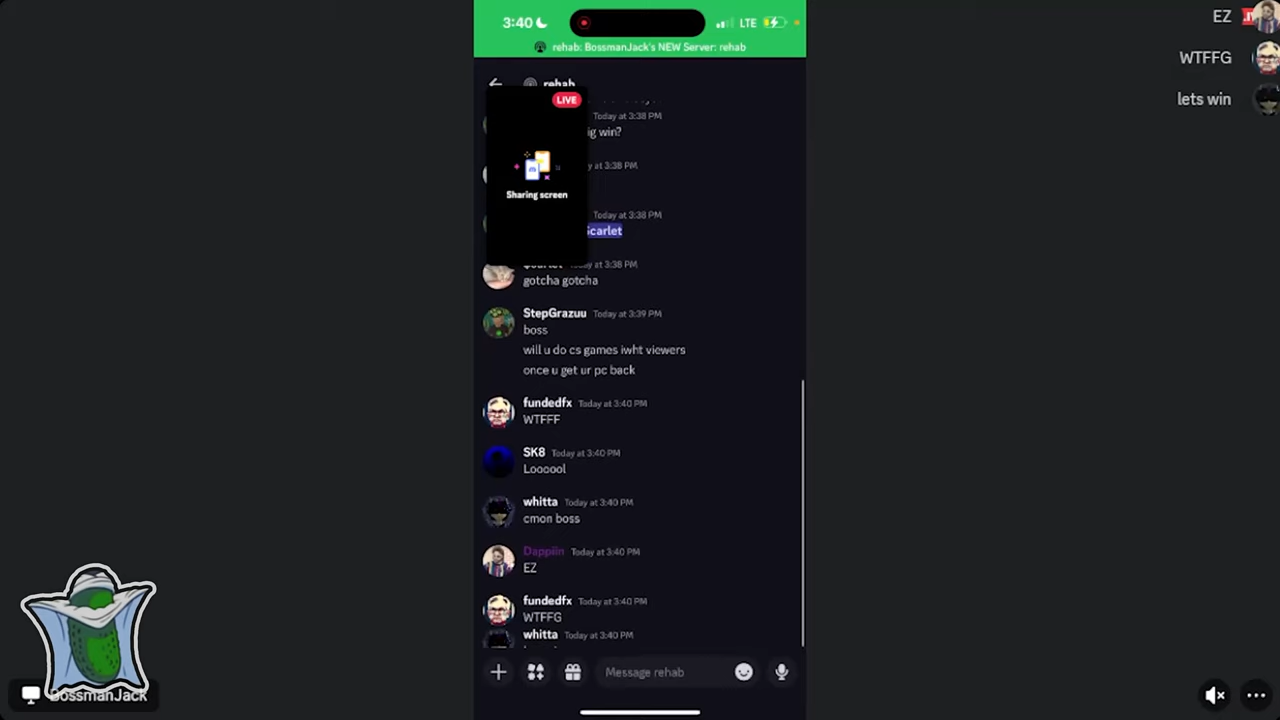 3:40
LTE
rehab: BossmanJack's NEW Server: rehab
rehab
LIVE
Today at 3:38 PM
ig win?
y at 3:38 PM
Sharing screen
Today at 3:38 PM
Scarlet
Today at 3:38 PM
gotcha gotcha
StepGrazuu Today at 3:39 PM
boss
will u do cs games iwht viewers
once u get ur pc back
fundedfx Today at 3:40 PM
WTFFF
SK8 Today at 3:40 PM
Loooool
whitta Today at 3:40 PM
cmon boss
Dappiin Today at 3:40 PM
EZ
fundedfx Today at 3:40 PM
WTFFG
whitta Today at 3:40 PM
Message rehab
EZ
WTFFG
lets win
BossmanJack